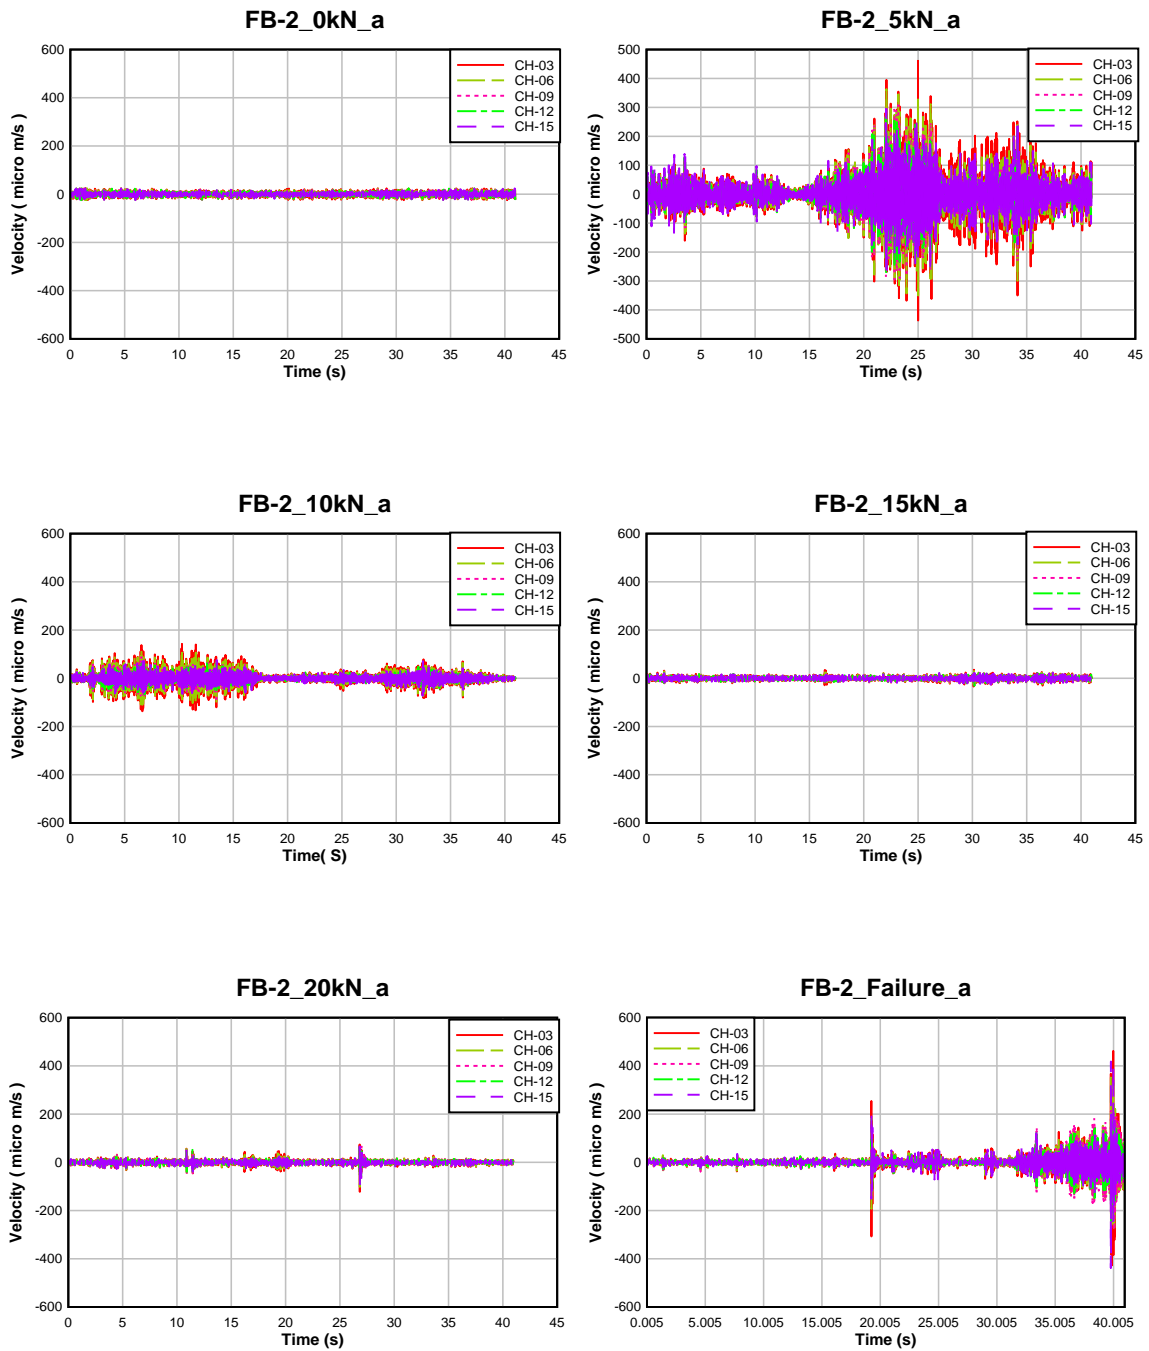 FB-2_0kN_a
600
400
200
0
-200
-400
-600
Velocity ( micro m/s )
CH-03
CH-06
CH-09
CH-12
CH-15
0 5 10 15 20 25 30 35 40 45
Time (s)
FB-2_5kN_a
500
400
300
200
100
0
-100
-200
-300
-400
-500
Velocity ( micro m/s )
CH-03
CH-06
CH-09
CH-12
CH-15
0 5 10 15 20 25 30 35 40 45
Time (s)
FB-2_10kN_a
600
400
200
0
-200
-400
-600
Velocity ( micro m/s )
CH-03
CH-06
CH-09
CH-12
CH-15
0 5 10 15 20 25 30 35 40 45
Time( S)
FB-2_15kN_a
600
400
200
0
-200
-400
-600
Velocity ( micro m/s )
CH-03
CH-06
CH-09
CH-12
CH-15
0 5 10 15 20 25 30 35 40 45
Time (s)
FB-2_20kN_a
600
400
200
0
-200
-400
-600
Velocity ( micro m/s )
CH-03
CH-06
CH-09
CH-12
CH-15
0 5 10 15 20 25 30 35 40 45
Time (s)
FB-2_Failure_a
600
400
200
0
-200
-400
-600
Velocity ( micro m/s )
CH-03
CH-06
CH-09
CH-12
CH-15
0.005 5.005 10.005 15.005 20.005 25.005 30.005 35.005 40.005
Time (s)